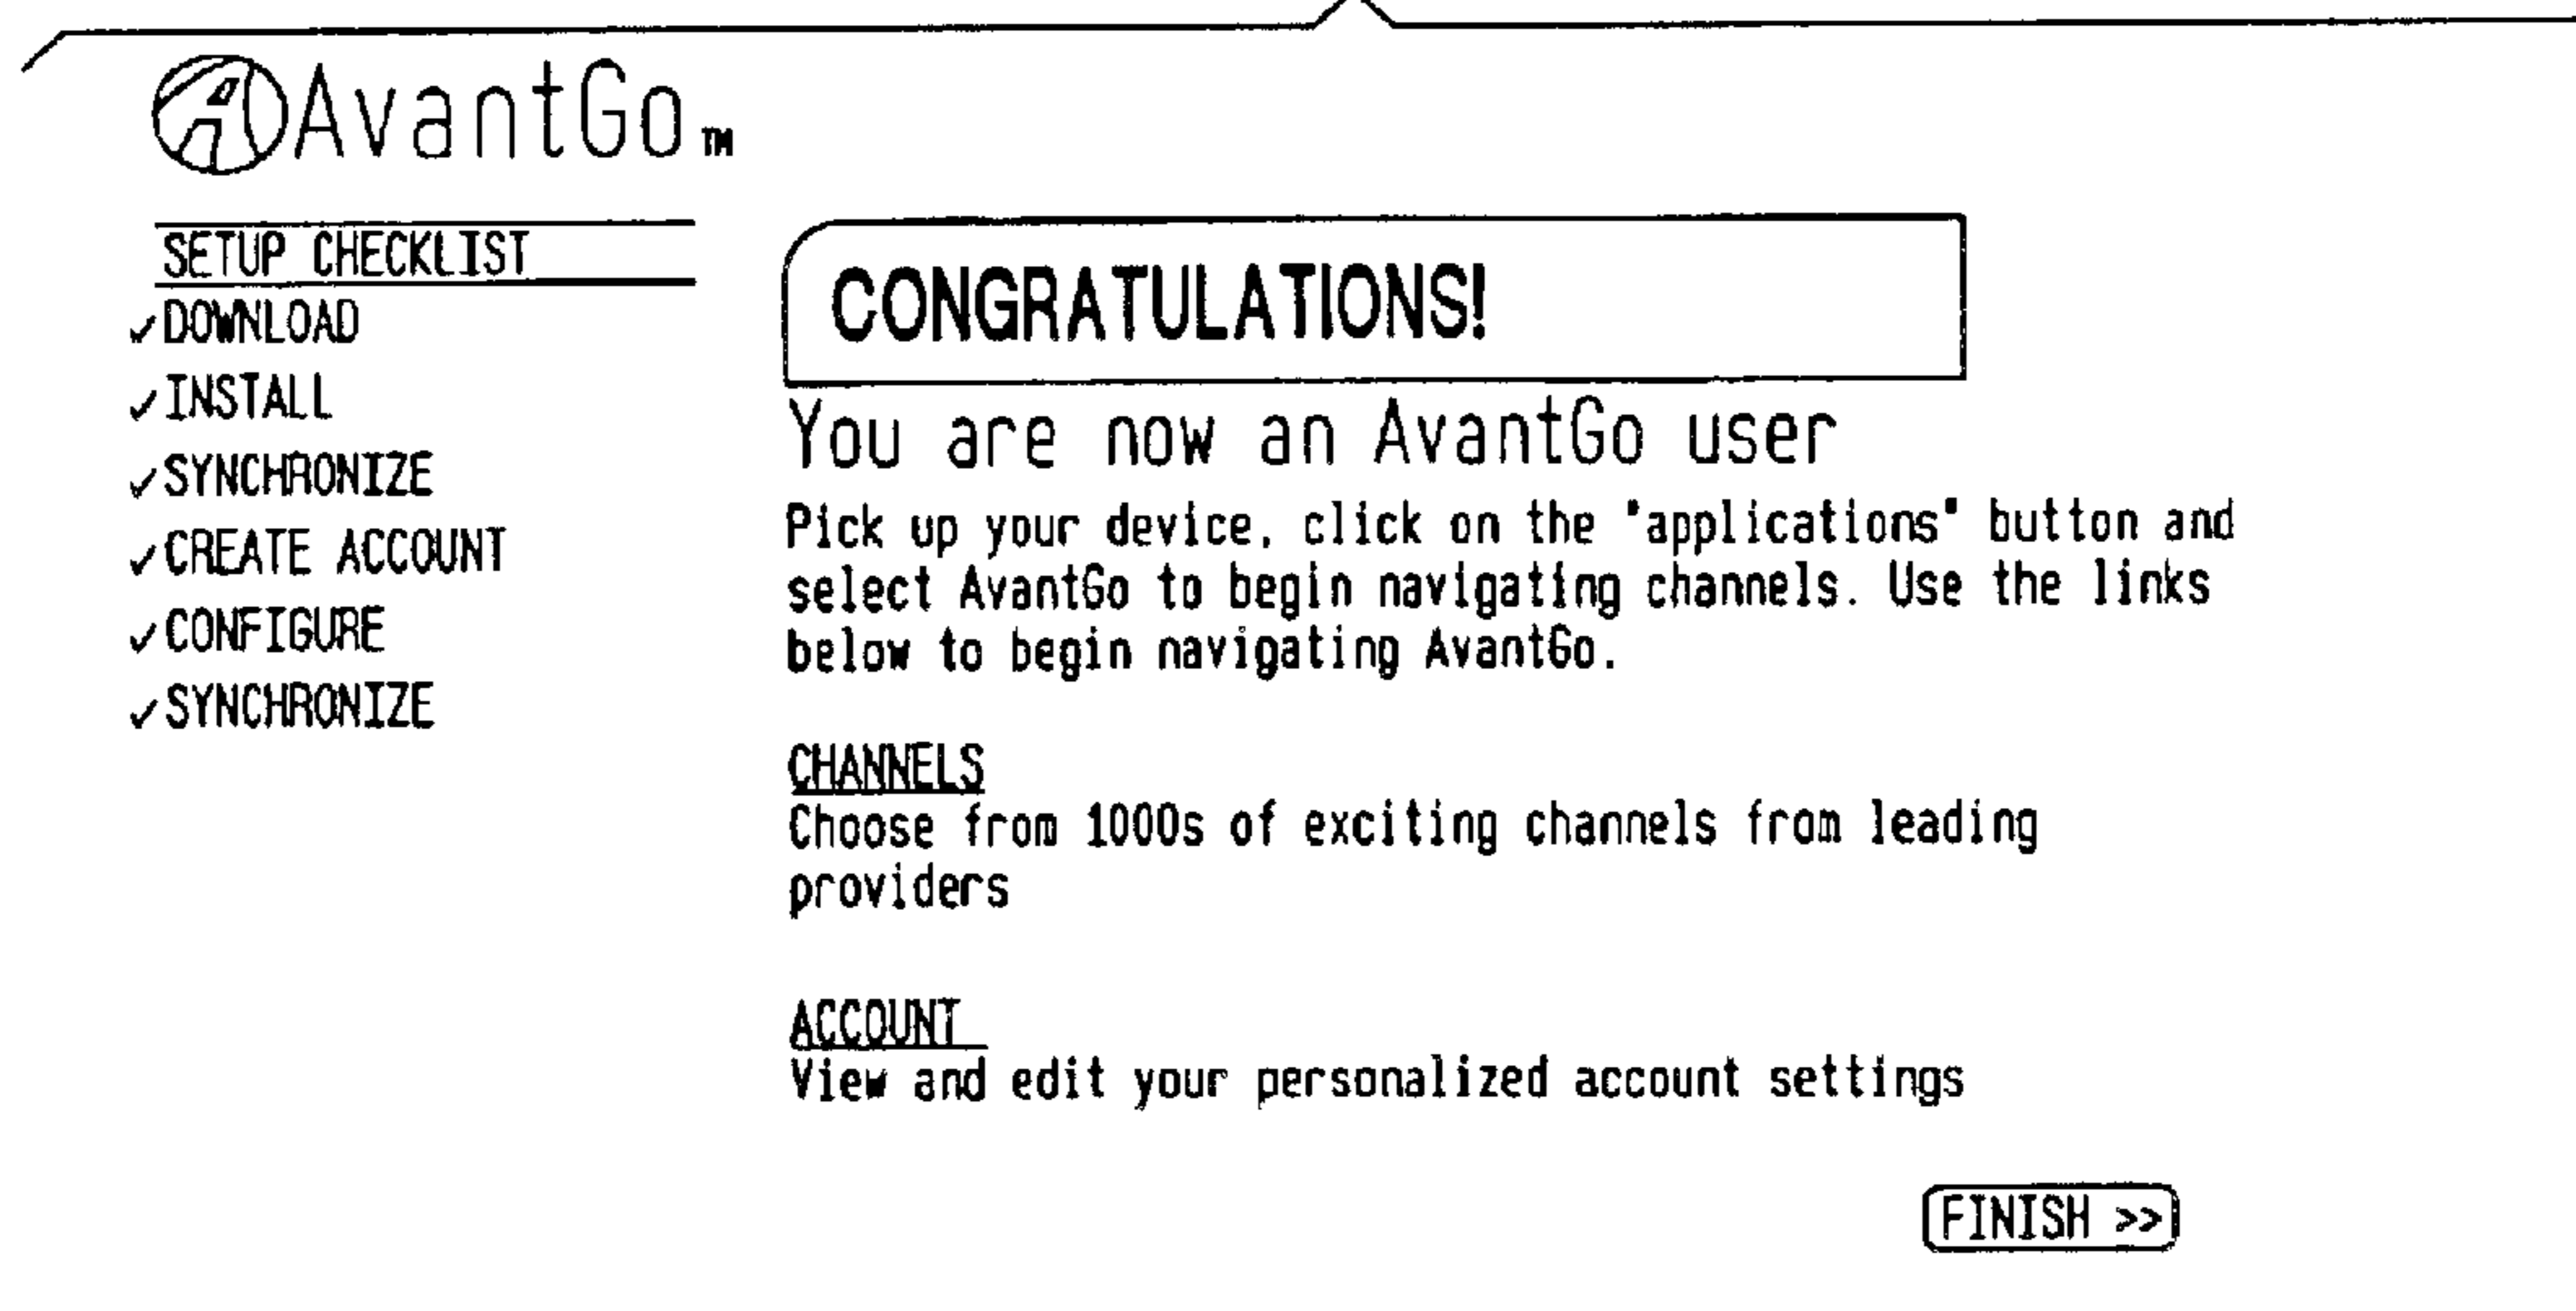 AvantGo™
SETUP CHECKLIST
✓DOWNLOAD
✓INSTALL
✓SYNCHRONIZE
✓CREATE ACCOUNT
✓CONFIGURE
✓SYNCHRONIZE
CONGRATULATIONS!
You are now an AvantGo user
Pick up your device, click on the "applications" button and
select AvantGo to begin navigating channels. Use the links
below to begin navigating AvantGo.
CHANNELS
Choose from 1000s of exciting channels from leading
providers
ACCOUNT
View and edit your personalized account settings
FINISH >>